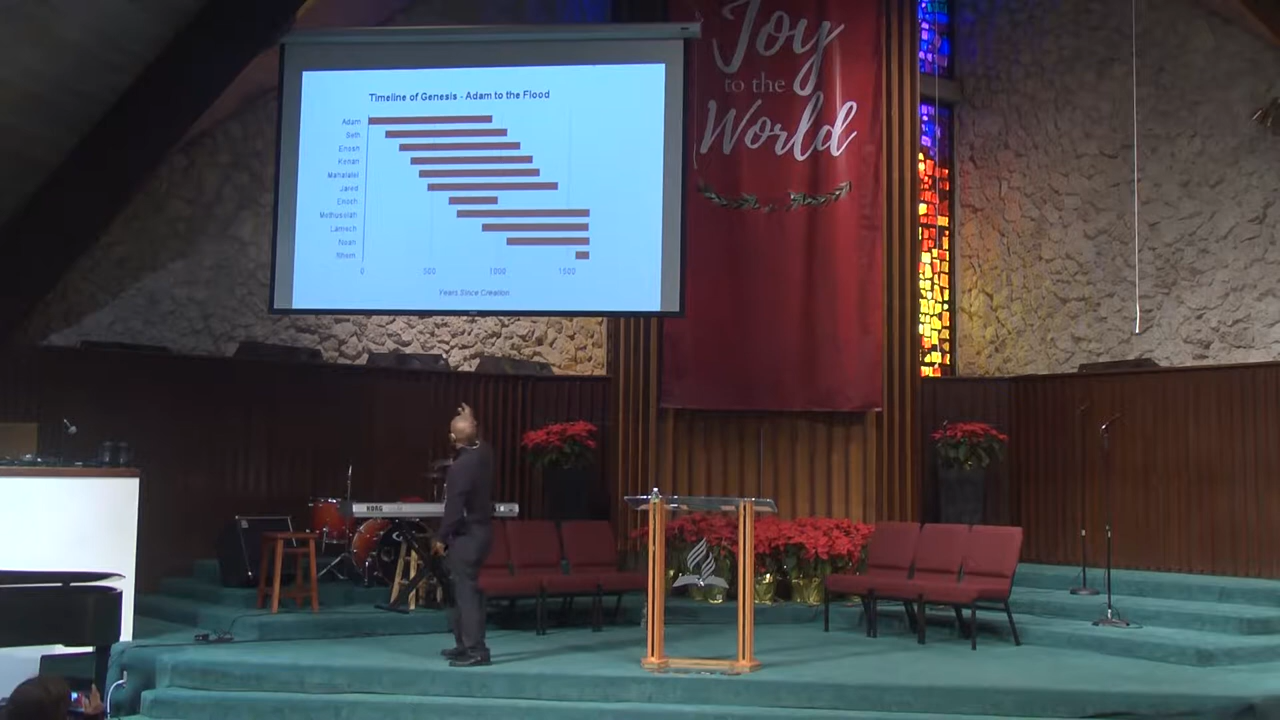 Timeline of Genesis - Adam to the Flood
Adam
Seth
Enosh
Kenan
Mahalalel
Jared
Enosh
Methuselah
Lamech
Noah
Shem
0 500 1000 1500
Years Since Creation
Joy
to the
World
KORG